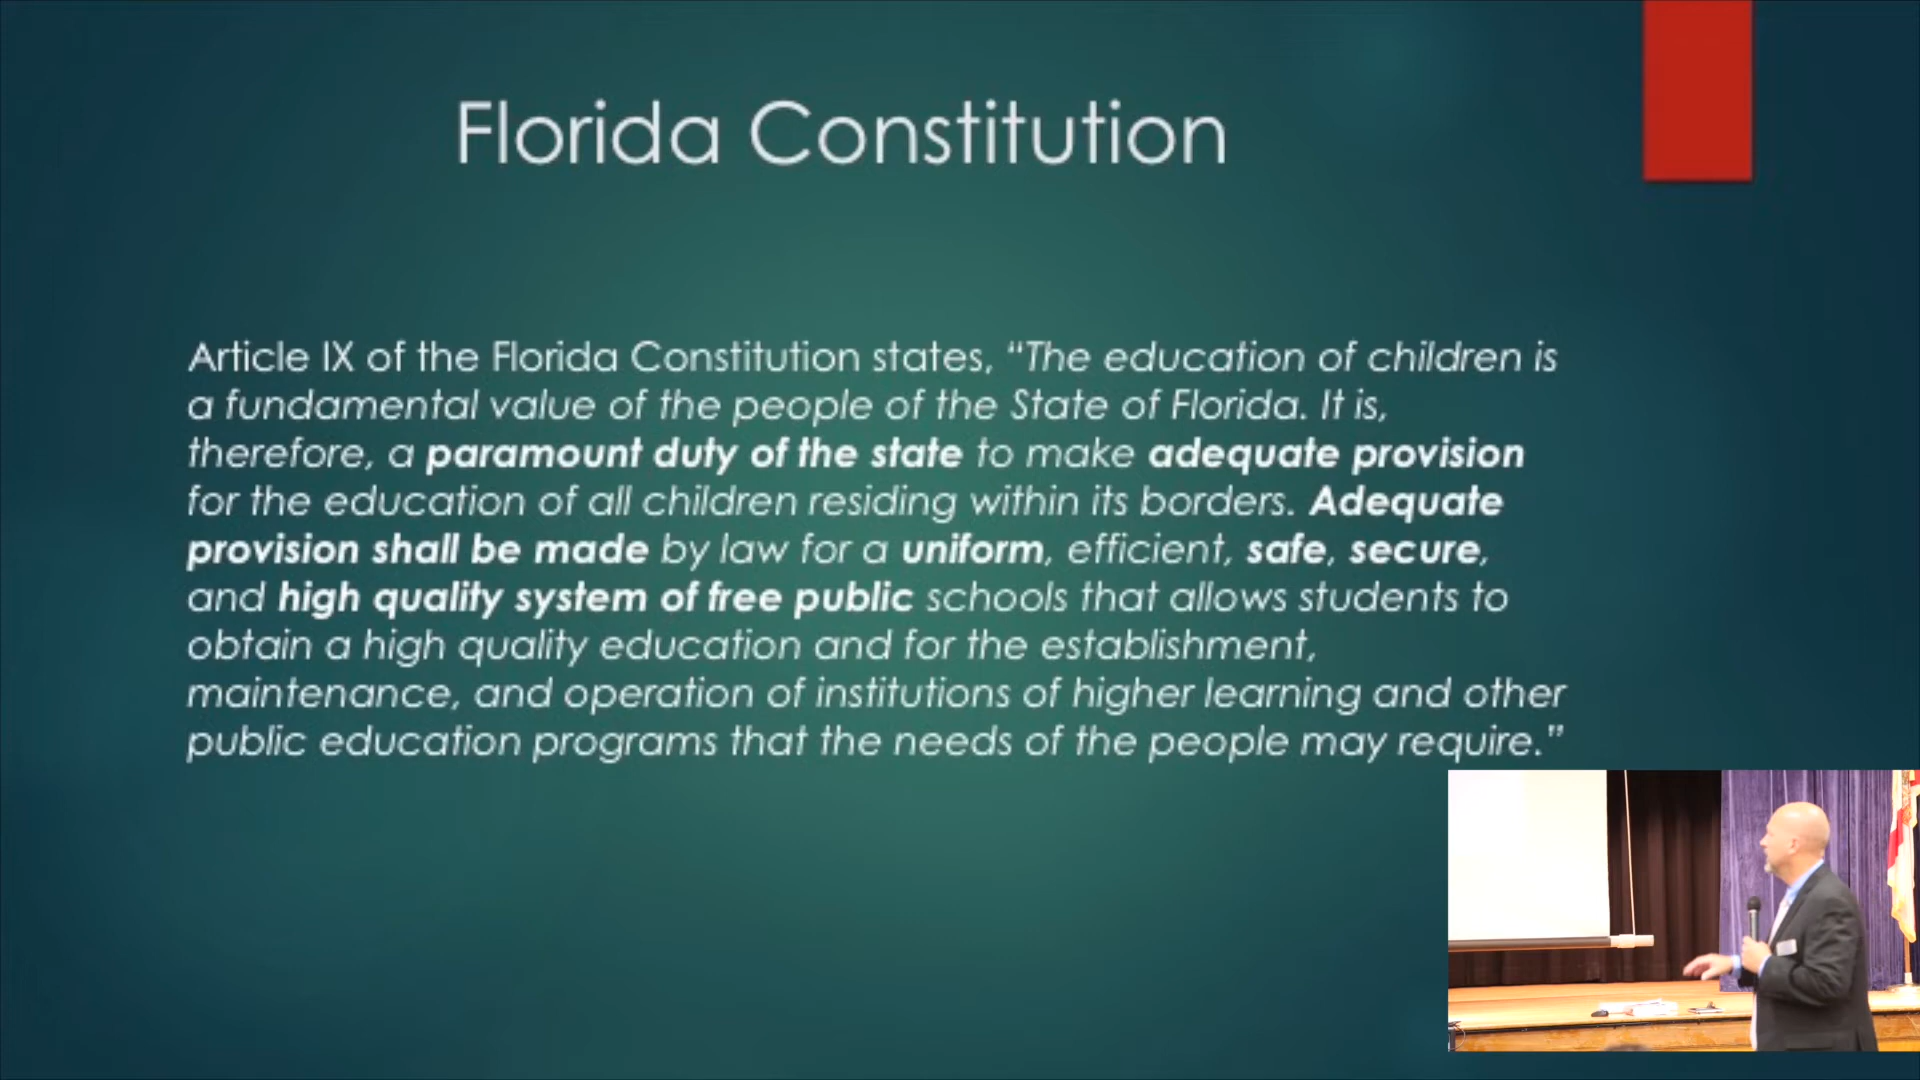 Florida Constitution
Article IX of the Florida Constitution states, “The education of children is
a fundamental value of the people of the State of Florida. It is,
therefore, a paramount duty of the state to make adequate provision
for the education of all children residing within its borders. Adequate
provision shall be made by law for a uniform, efficient, safe, secure,
and high quality system of free public schools that allows students to
obtain a high quality education and for the establishment,
maintenance, and operation of institutions of higher learning and other
public education programs that the needs of the people may require.”